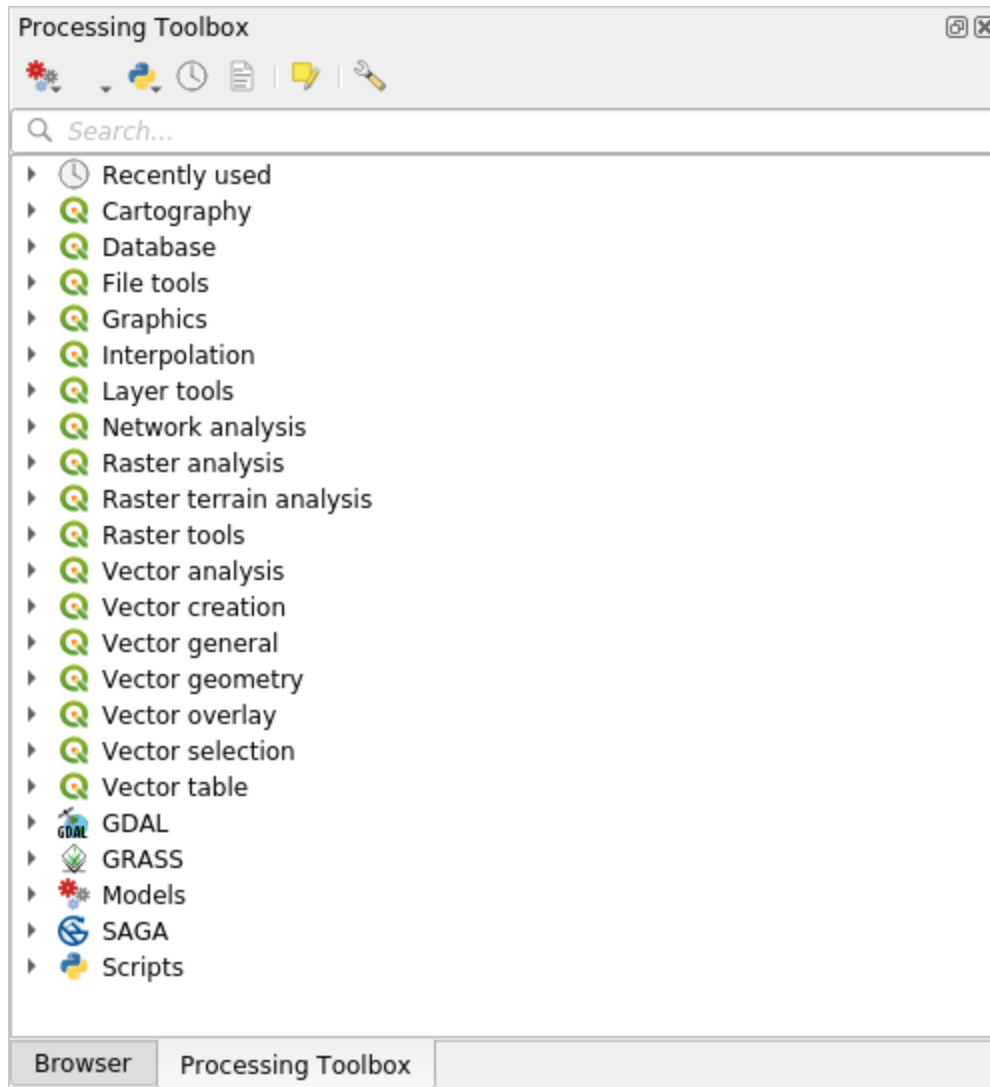 Processing Toolbox
Search...
Recently used
Cartography
Database
File tools
Graphics
Interpolation
Layer tools
Network analysis
Raster analysis
Raster terrain analysis
Raster tools
Vector analysis
Vector creation
Vector general
Vector geometry
Vector overlay
Vector selection
Vector table
GDAL GDAL
GRASS
Models
SAGA
Scripts
Browser Processing Toolbox